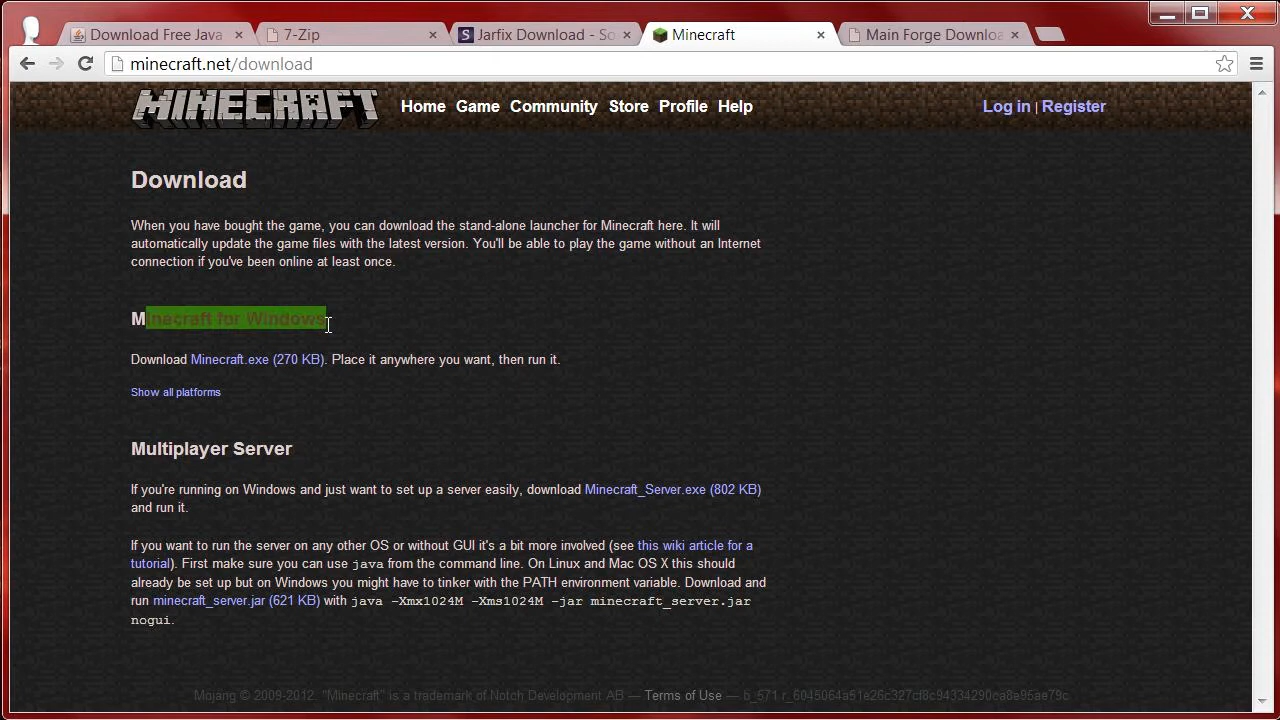 Download Free Java
7-Zip
Jarfix Download - So
Minecraft
Main Forge Downloa
minecraft.net/download
MINECRAFT
Home Game Community Store Profile Help
Log in | Register
Download
When you have bought the game, you can download the stand-alone launcher for Minecraft here. It will
automatically update the game files with the latest version. You'll be able to play the game without an Internet
connection if you've been online at least once.
Minecraft for Windows
Download Minecraft.exe (270 KB). Place it anywhere you want, then run it.
Show all platforms
Multiplayer Server
If you're running on Windows and just want to set up a server easily, download Minecraft_Server.exe (802 KB)
and run it.
If you want to run the server on any other OS or without GUI it's a bit more involved (see this wiki article for a
tutorial). First make sure you can use java from the command line. On Linux and Mac OS X this should
already be set up but on Windows you might have to tinker with the PATH environment variable. Download and
run minecraft_server.jar (621 KB) with java -Xmx1024M -Xms1024M -jar minecraft_server.jar
nogui.
Mojang © 2009-2012. "Minecraft" is a trademark of Notch Development AB — Terms of Use — b_571 r_6045064a51e26c327cf8c94334290ca8e95ae79c